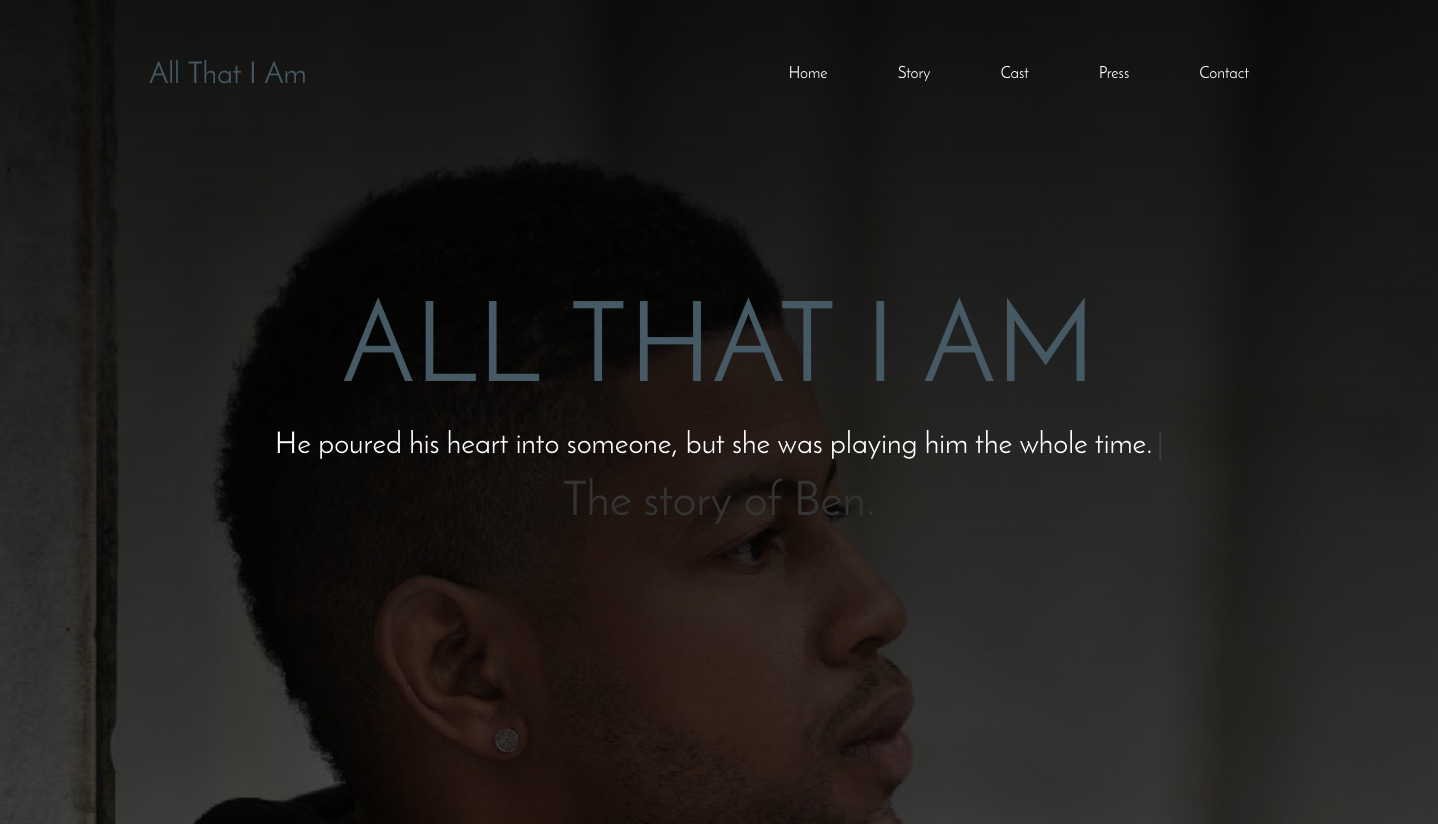 All That I Am
Home Story Cast Press Contact
ALL THAT I AM
He poured his heart into someone, but she was playing him the whole time.
The story of Ben.